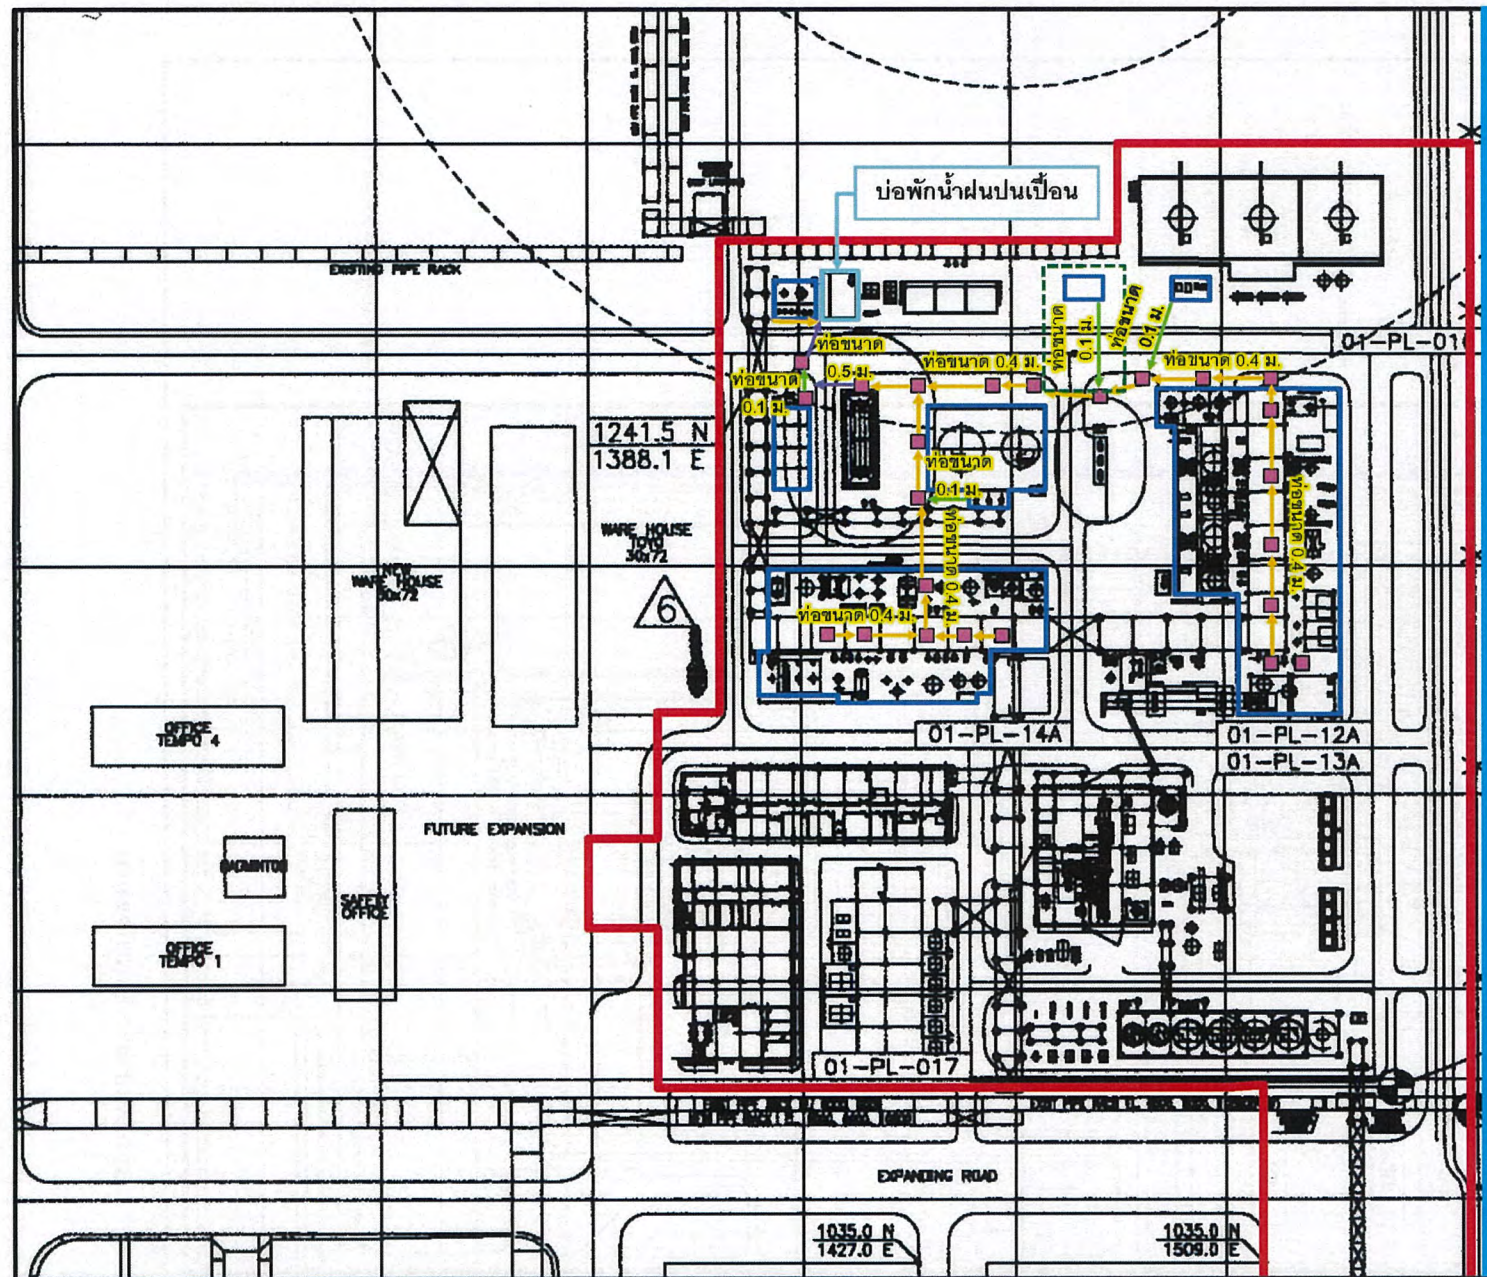 บ่อพักน้ำฝนปนเปื้อน
EXISTING PIPE RACK
01-PL-01
ท่อขนาด
0.5 ม.
ท่อขนาด 0.4 ม.
ท่อขนาด
0.1 ม.
ท่อขนาด
0.1 ม.
ท่อขนาด 0.4 ม.
ท่อขนาด
0.1 ม.
1241.5 N
1388.1 E
ท่อขนาด
0.1 ม.
ท่อขนาด 0.4 ม.
ท่อขนาด 0.4 ม.
WARE HOUSE
TOYO
30x72
NEW
WARE HOUSE
50x72
6
ท่อขนาด 0.4 ม.
OFFICE
TEMPO 4
01-PL-14A
01-PL-12A
01-PL-13A
FUTURE EXPANSION
BADMINTON
SAFETY
OFFICE
OFFICE
TEMPO 1
01-PL-017
EXPANDING ROAD
1035.0 N
1427.0 E
1035.0 N
1509.0 E